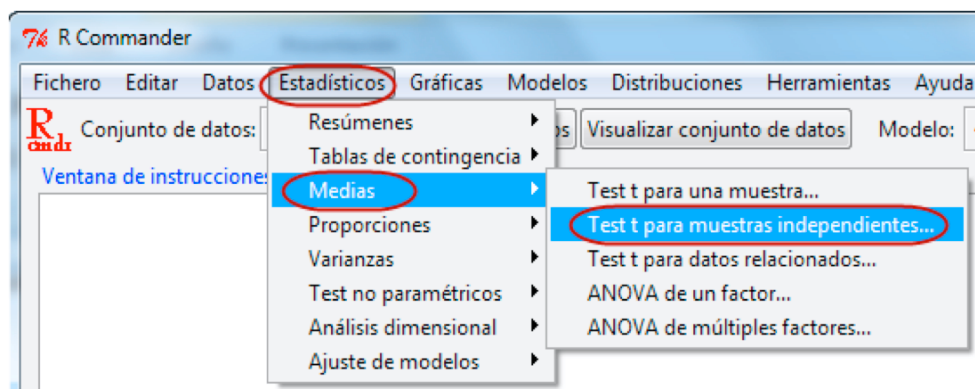 R Commander
Fichero Editar Datos Estadísticos Gráficas Modelos Distribuciones Herramientas Ayuda
R cmdr Conjunto de datos: os Visualizar conjunto de datos Modelo:
Ventana de instrucciones
Resúmenes
Tablas de contingencia
Medias
Proporciones
Varianzas
Test no paramétricos
Análisis dimensional
Ajuste de modelos
Test t para una muestra...
Test t para muestras independientes...
Test t para datos relacionados...
ANOVA de un factor...
ANOVA de múltiples factores...